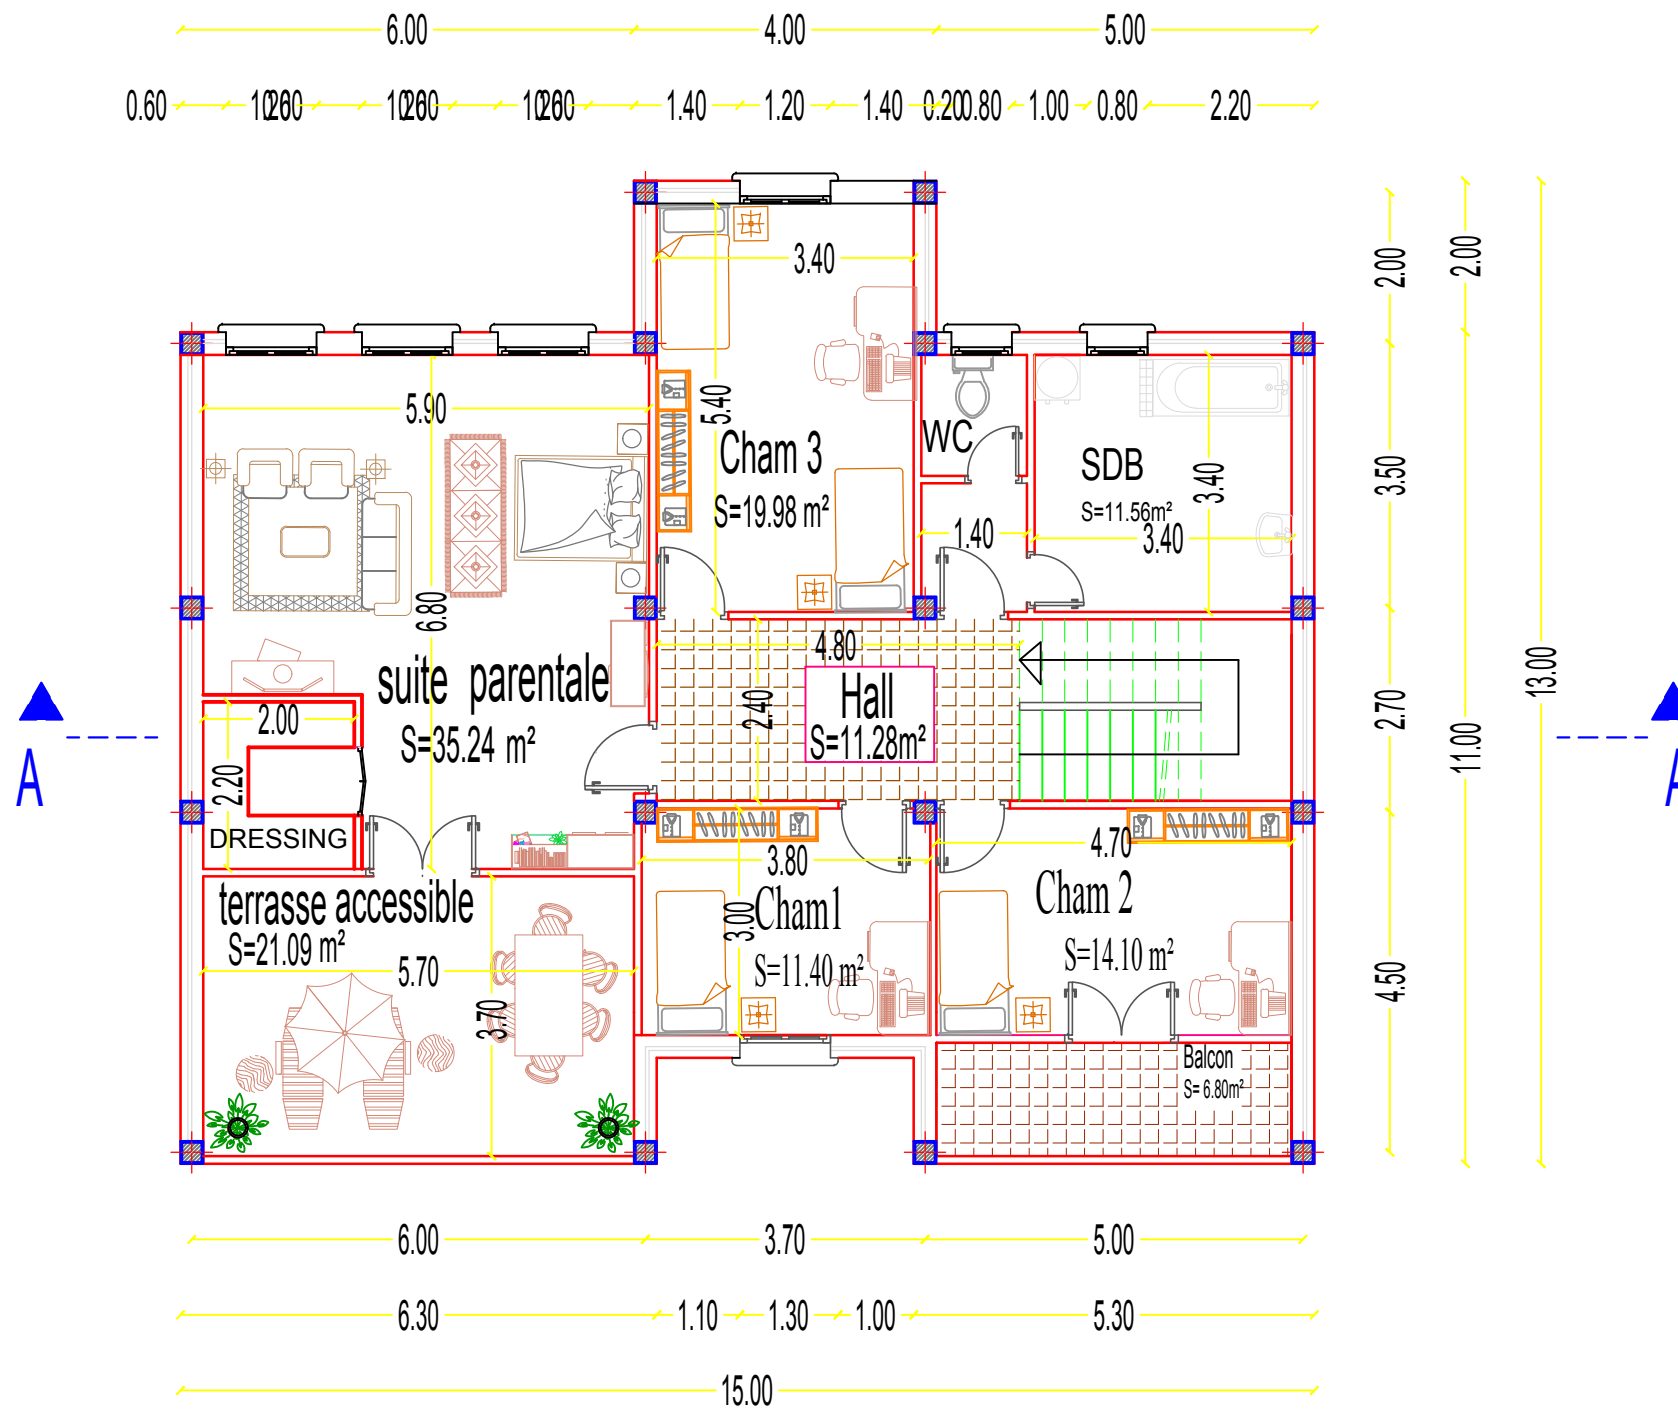 6.00 4.00 5.00
0.60 1.40 1.20 1.40 0.20 0.80 1.00 0.80 2.20
3.40
5.90
5.40
Cham 3
S=19.98 m²
WC
SDB
S=11.56m²
3.40
3.40
1.40
6.80
suite parentale
S=35.24 m²
4.80
2.40
Hall
S=11.28m²
2.00
2.20
DRESSING
terrasse accessible
S=21.09 m²
5.70
3.70
3.80
3.00
Cham1
S=11.40 m²
4.70
Cham 2
S=14.10 m²
Balcon
S= 6.80m²
2.00
3.50
2.70
4.50
2.00
11.00
13.00
A
A
6.00 3.70 5.00
6.30 1.10 1.30 1.00 5.30
15.00